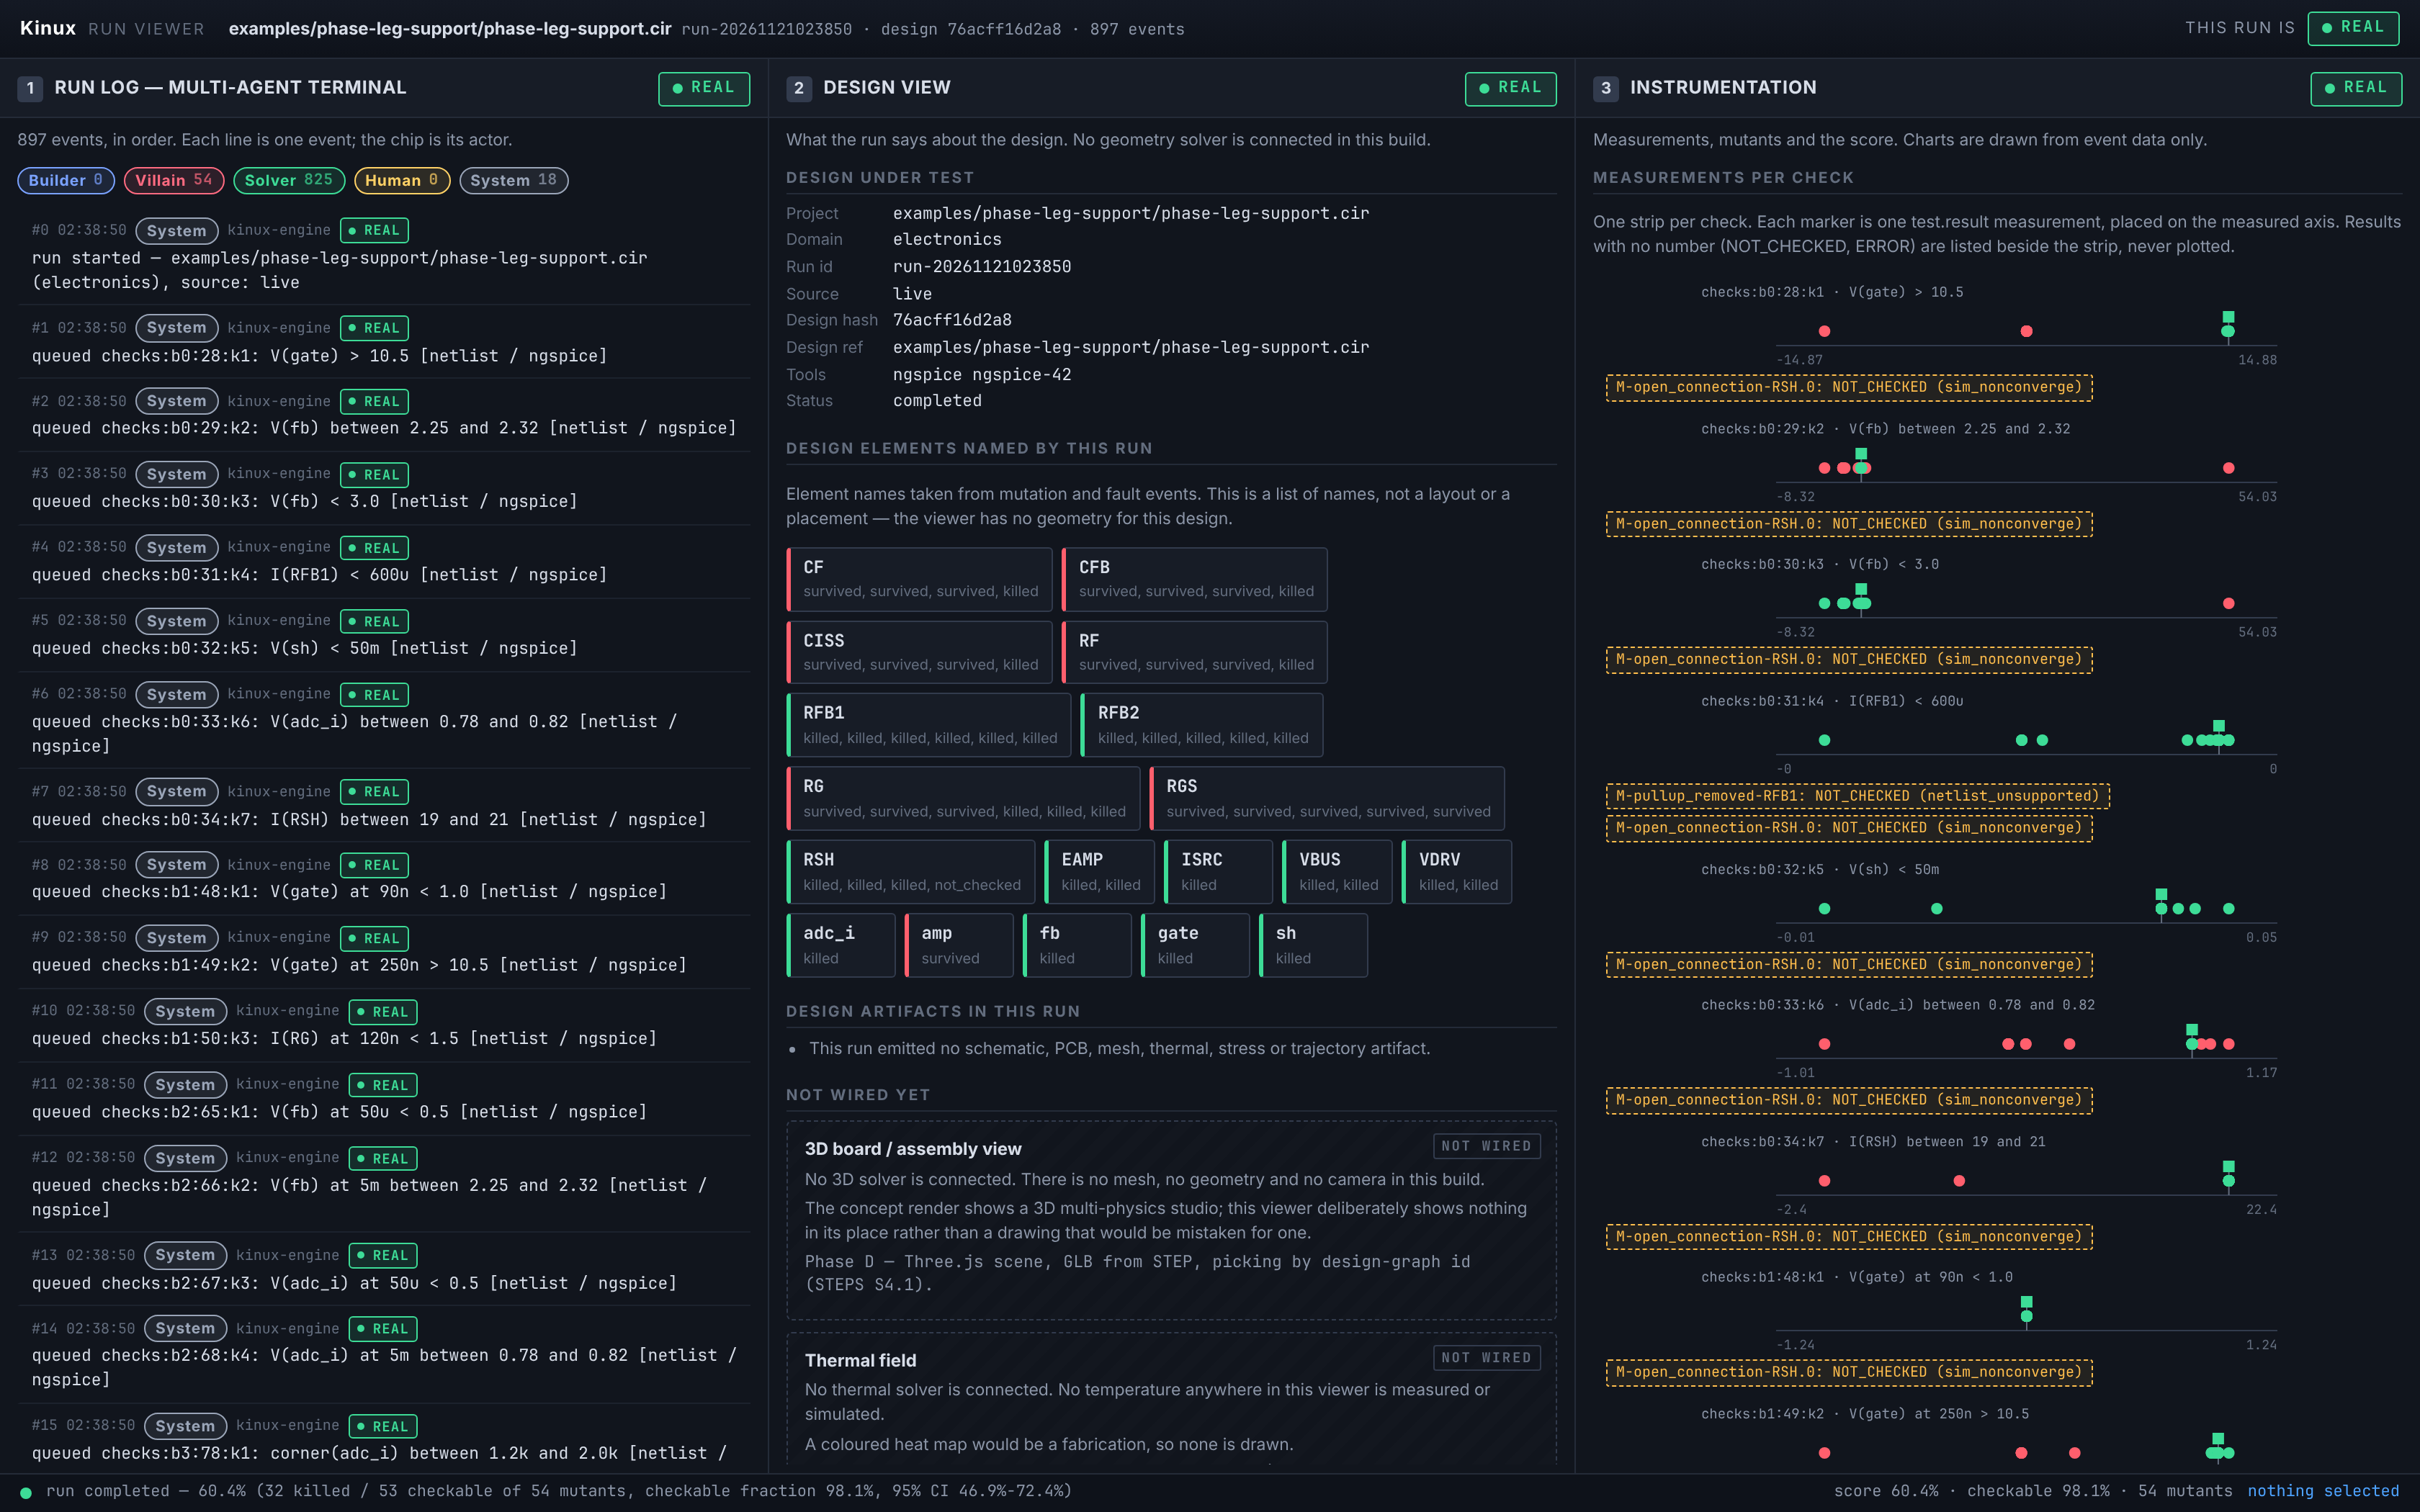 Kinux RUN VIEWER examples/phase-leg-support/phase-leg-support.cir run-20261121023850 · design 76acff16d2a8 · 897 events
THIS RUN IS REAL
1 RUN LOG — MULTI-AGENT TERMINAL REAL
897 events, in order. Each line is one event; the chip is its actor.
Builder 0 Villain 54 Solver 825 Human 0 System 18
#0 02:38:50 System kinux-engine REAL
run started — examples/phase-leg-support/phase-leg-support.cir
(electronics), source: live
#1 02:38:50 System kinux-engine REAL
queued checks:b0:28:k1: V(gate) > 10.5 [netlist / ngspice]
#2 02:38:50 System kinux-engine REAL
queued checks:b0:29:k2: V(fb) between 2.25 and 2.32 [netlist / ngspice]
#3 02:38:50 System kinux-engine REAL
queued checks:b0:30:k3: V(fb) < 3.0 [netlist / ngspice]
#4 02:38:50 System kinux-engine REAL
queued checks:b0:31:k4: I(RFB1) < 600u [netlist / ngspice]
#5 02:38:50 System kinux-engine REAL
queued checks:b0:32:k5: V(sh) < 50m [netlist / ngspice]
#6 02:38:50 System kinux-engine REAL
queued checks:b0:33:k6: V(adc_i) between 0.78 and 0.82 [netlist /
ngspice]
#7 02:38:50 System kinux-engine REAL
queued checks:b0:34:k7: I(RSH) between 19 and 21 [netlist / ngspice]
#8 02:38:50 System kinux-engine REAL
queued checks:b1:48:k1: V(gate) at 90n < 1.0 [netlist / ngspice]
#9 02:38:50 System kinux-engine REAL
queued checks:b1:49:k2: V(gate) at 250n > 10.5 [netlist / ngspice]
#10 02:38:50 System kinux-engine REAL
queued checks:b1:50:k3: I(RG) at 120n < 1.5 [netlist / ngspice]
#11 02:38:50 System kinux-engine REAL
queued checks:b2:65:k1: V(fb) at 50u < 0.5 [netlist / ngspice]
#12 02:38:50 System kinux-engine REAL
queued checks:b2:66:k2: V(fb) at 5m between 2.25 and 2.32 [netlist /
ngspice]
#13 02:38:50 System kinux-engine REAL
queued checks:b2:67:k3: V(adc_i) at 50u < 0.5 [netlist / ngspice]
#14 02:38:50 System kinux-engine REAL
queued checks:b2:68:k4: V(adc_i) at 5m between 0.78 and 0.82 [netlist /
ngspice]
#15 02:38:50 System kinux-engine REAL
queued checks:b3:78:k1: corner(adc_i) between 1.2k and 2.0k [netlist /
2 DESIGN VIEW REAL
What the run says about the design. No geometry solver is connected in this build.
DESIGN UNDER TEST
Project examples/phase-leg-support/phase-leg-support.cir
Domain electronics
Run id run-20261121023850
Source live
Design hash 76acff16d2a8
Design ref examples/phase-leg-support/phase-leg-support.cir
Tools ngspice ngspice-42
Status completed
DESIGN ELEMENTS NAMED BY THIS RUN
Element names taken from mutation and fault events. This is a list of names, not a layout or a
placement — the viewer has no geometry for this design.
CF CFB
survived, survived, survived, killed survived, survived, survived, killed
CISS RF
survived, survived, survived, killed survived, survived, survived, killed
RFB1 RFB2
killed, killed, killed, killed, killed, killed killed, killed, killed, killed, killed
RG RGS
survived, survived, survived, killed, killed, killed survived, survived, survived, survived, survived
RSH EAMP ISRC VBUS VDRV
killed, killed, killed, not_checked killed, killed killed killed, killed killed, killed
adc_i amp fb gate sh
killed survived killed killed killed
DESIGN ARTIFACTS IN THIS RUN
• This run emitted no schematic, PCB, mesh, thermal, stress or trajectory artifact.
NOT WIRED YET
3D board / assembly view NOT WIRED
No 3D solver is connected. There is no mesh, no geometry and no camera in this build.
The concept render shows a 3D multi-physics studio; this viewer deliberately shows nothing
in its place rather than a drawing that would be mistaken for one.
Phase D — Three.js scene, GLB from STEP, picking by design-graph id
(STEPS S4.1).
Thermal field NOT WIRED
No thermal solver is connected. No temperature anywhere in this viewer is measured or
simulated.
A coloured heat map would be a fabrication, so none is drawn.
3 INSTRUMENTATION REAL
Measurements, mutants and the score. Charts are drawn from event data only.
MEASUREMENTS PER CHECK
One strip per check. Each marker is one test.result measurement, placed on the measured axis. Results
with no number (NOT_CHECKED, ERROR) are listed beside the strip, never plotted.
checks:b0:28:k1 · V(gate) > 10.5
-14.87 14.88
M-open_connection-RSH.0: NOT_CHECKED (sim_nonconverge)
checks:b0:29:k2 · V(fb) between 2.25 and 2.32
-8.32 54.03
M-open_connection-RSH.0: NOT_CHECKED (sim_nonconverge)
checks:b0:30:k3 · V(fb) < 3.0
-8.32 54.03
M-open_connection-RSH.0: NOT_CHECKED (sim_nonconverge)
checks:b0:31:k4 · I(RFB1) < 600u
-0 0
M-pullup_removed-RFB1: NOT_CHECKED (netlist_unsupported)
M-open_connection-RSH.0: NOT_CHECKED (sim_nonconverge)
checks:b0:32:k5 · V(sh) < 50m
-0.01 0.05
M-open_connection-RSH.0: NOT_CHECKED (sim_nonconverge)
checks:b0:33:k6 · V(adc_i) between 0.78 and 0.82
-1.01 1.17
M-open_connection-RSH.0: NOT_CHECKED (sim_nonconverge)
checks:b0:34:k7 · I(RSH) between 19 and 21
-2.4 22.4
M-open_connection-RSH.0: NOT_CHECKED (sim_nonconverge)
checks:b1:48:k1 · V(gate) at 90n < 1.0
-1.24 1.24
M-open_connection-RSH.0: NOT_CHECKED (sim_nonconverge)
checks:b1:49:k2 · V(gate) at 250n > 10.5
run completed — 60.4% (32 killed / 53 checkable of 54 mutants, checkable fraction 98.1%, 95% CI 46.9%-72.4%)
score 60.4% · checkable 98.1% · 54 mutants nothing selected